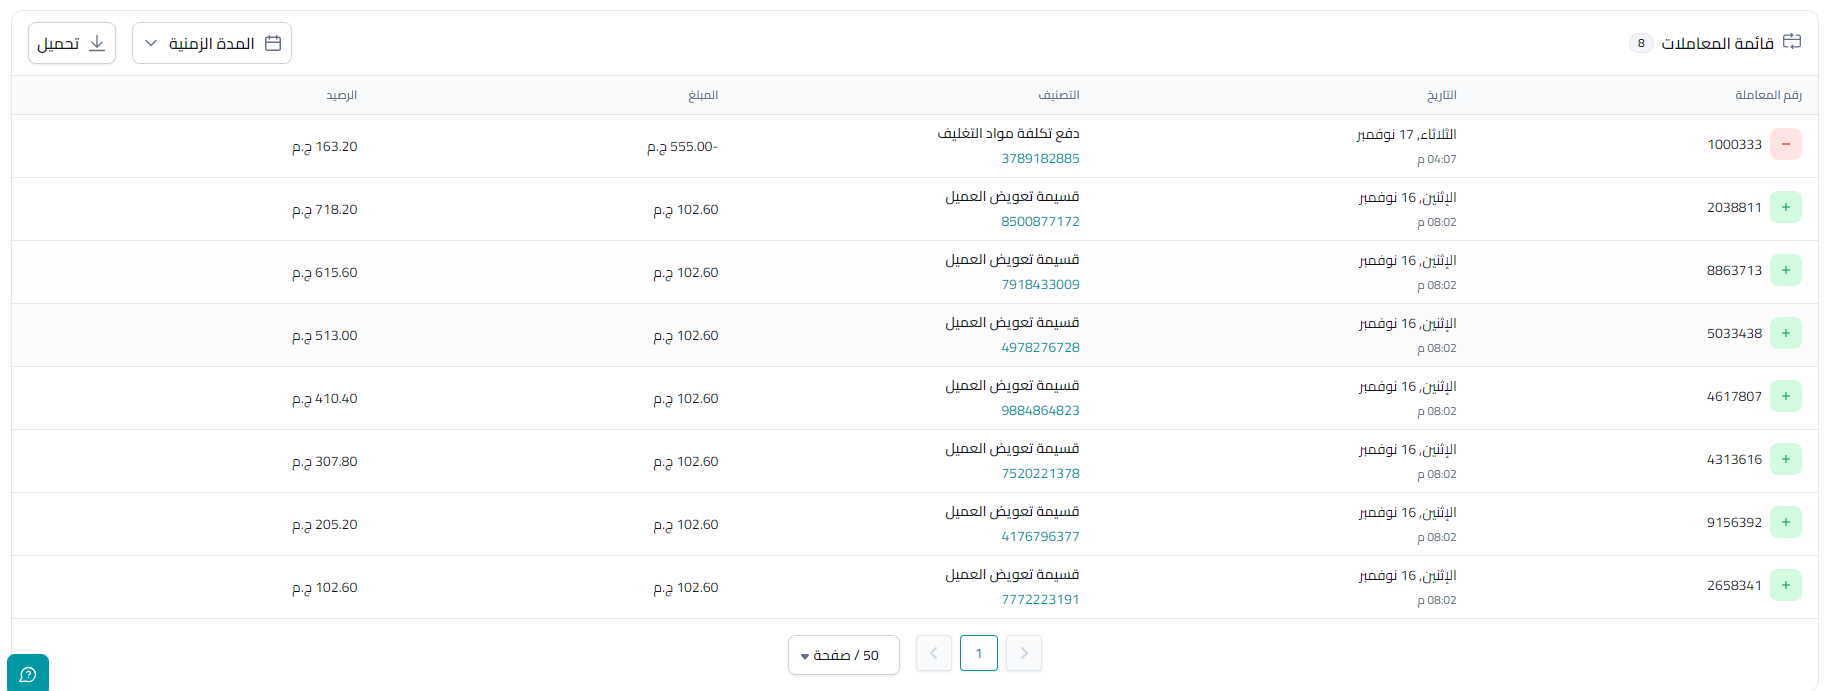 قائمة المعاملات 8
المدة الزمنية
تحميل
رقم المعاملة التاريخ التصنيف المبلغ الرصيد
1000333 الثلاثاء, 17 نوفمبر دفع تكلفة مواد التغليف -555.00 ج.م 163.20 ج.م
04:07 م 3789182885
2038811 الإثنين, 16 نوفمبر قسيمة تعويض العميل 102.60 ج.م 718.20 ج.م
08:02 م 8500877172
8863713 الإثنين, 16 نوفمبر قسيمة تعويض العميل 102.60 ج.م 615.60 ج.م
08:02 م 7918433009
5033438 الإثنين, 16 نوفمبر قسيمة تعويض العميل 102.60 ج.م 513.00 ج.م
08:02 م 4978276728
4617807 الإثنين, 16 نوفمبر قسيمة تعويض العميل 102.60 ج.م 410.40 ج.م
08:02 م 9884864823
4313616 الإثنين, 16 نوفمبر قسيمة تعويض العميل 102.60 ج.م 307.80 ج.م
08:02 م 7520221378
9156392 الإثنين, 16 نوفمبر قسيمة تعويض العميل 102.60 ج.م 205.20 ج.م
08:02 م 4176796377
2658341 الإثنين, 16 نوفمبر قسيمة تعويض العميل 102.60 ج.م 102.60 ج.م
08:02 م 7772223191
1
50 / صفحة